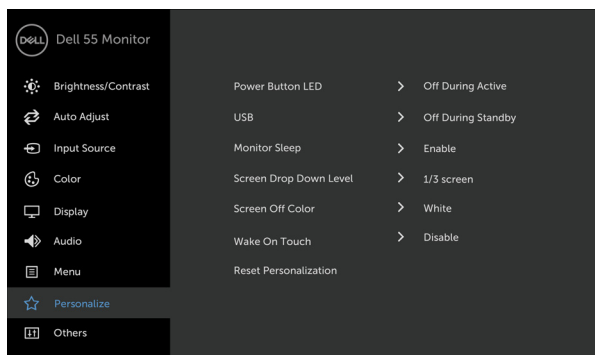 DELL Dell 55 Monitor
Brightness/Contrast
Auto Adjust
Input Source
Color
Display
Audio
Menu
Personalize
Others
Power Button LED > Off During Active
USB > Off During Standby
Monitor Sleep > Enable
Screen Drop Down Level > 1/3 screen
Screen Off Color > White
Wake On Touch > Disable
Reset Personalization